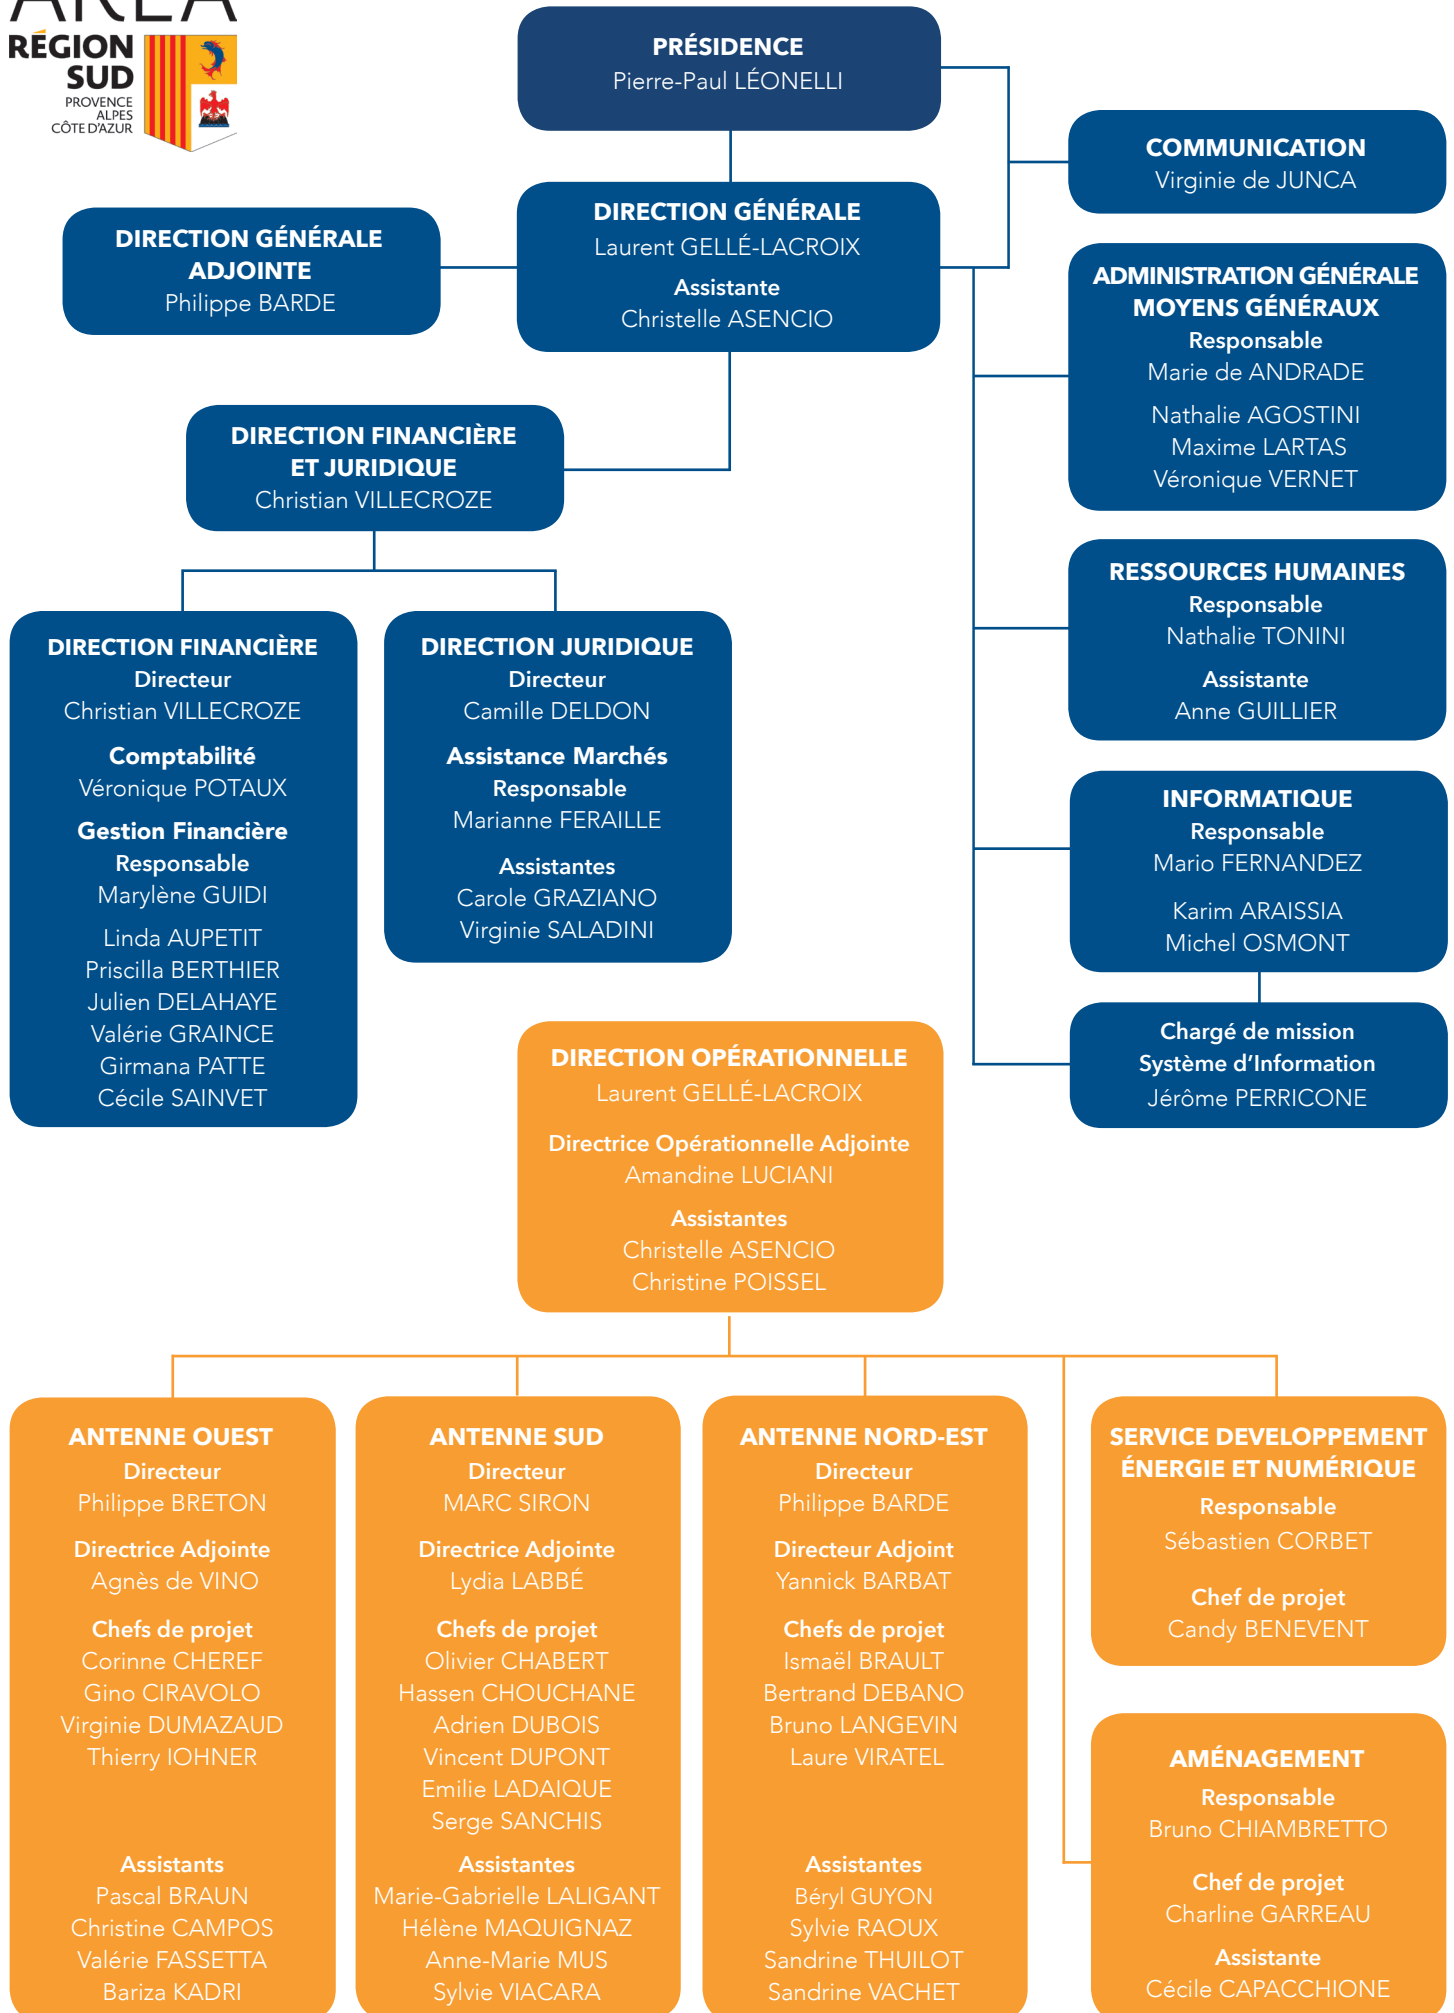 AREA
RÉGION
SUD
PROVENCE
ALPES
CÔTE D'AZUR
PRÉSIDENCE
Pierre-Paul LÉONELLI
COMMUNICATION
Virginie de JUNCA
DIRECTION GÉNÉRALE
Laurent GELLÉ-LACROIX
Assistante
Christelle ASENCIO
DIRECTION GÉNÉRALE
ADJOINTE
Philippe BARDE
ADMINISTRATION GÉNÉRALE
MOYENS GÉNÉRAUX
Responsable
Marie de ANDRADE
Nathalie AGOSTINI
Maxime LARTAS
Véronique VERNET
DIRECTION FINANCIÈRE
ET JURIDIQUE
Christian VILLECROZE
RESSOURCES HUMAINES
Responsable
Nathalie TONINI
Assistante
Anne GUILLIER
DIRECTION FINANCIÈRE
Directeur
Christian VILLECROZE
Comptabilité
Véronique POTAUX
Gestion Financière
Responsable
Marylène GUIDI
Linda AUPETIT
Priscilla BERTHIER
Julien DELAHAYE
Valérie GRAINCE
Girmana PATTE
Cécile SAINVET
DIRECTION JURIDIQUE
Directeur
Camille DELDON
Assistance Marchés
Responsable
Marianne FERAILLE
Assistantes
Carole GRAZIANO
Virginie SALADINI
INFORMATIQUE
Responsable
Mario FERNANDEZ
Karim ARAISSIA
Michel OSMONT
Chargé de mission
Système d'Information
Jérôme PERRICONE
DIRECTION OPÉRATIONNELLE
Laurent GELLÉ-LACROIX
Directrice Opérationnelle Adjointe
Amandine LUCIANI
Assistantes
Christelle ASENCIO
Christine POISSEL
ANTENNE OUEST
Directeur
Philippe BRETON
Directrice Adjointe
Agnès de VINO
Chefs de projet
Corinne CHEREF
Gino CIRAVOLO
Virginie DUMAZAUD
Thierry IOHNER
Assistants
Pascal BRAUN
Christine CAMPOS
Valérie FASSETTA
Bariza KADRI
ANTENNE SUD
Directeur
MARC SIRON
Directrice Adjointe
Lydia LABBÉ
Chefs de projet
Olivier CHABERT
Hassen CHOUCHANE
Adrien DUBOIS
Vincent DUPONT
Emilie LADAIQUE
Serge SANCHIS
Assistantes
Marie-Gabrielle LALIGANT
Hélène MAQUIGNAZ
Anne-Marie MUS
Sylvie VIACARA
ANTENNE NORD-EST
Directeur
Philippe BARDE
Directeur Adjoint
Yannick BARBAT
Chefs de projet
Ismaël BRAULT
Bertrand DEBANO
Bruno LANGEVIN
Laure VIRATEL
Assistantes
Béryl GUYON
Sylvie RAOUX
Sandrine THUILOT
Sandrine VACHET
SERVICE DEVELOPPEMENT
ÉNERGIE ET NUMÉRIQUE
Responsable
Sébastien CORBET
Chef de projet
Candy BENEVENT
AMÉNAGEMENT
Responsable
Bruno CHIAMBRETTO
Chef de projet
Charline GARREAU
Assistante
Cécile CAPACCHIONE